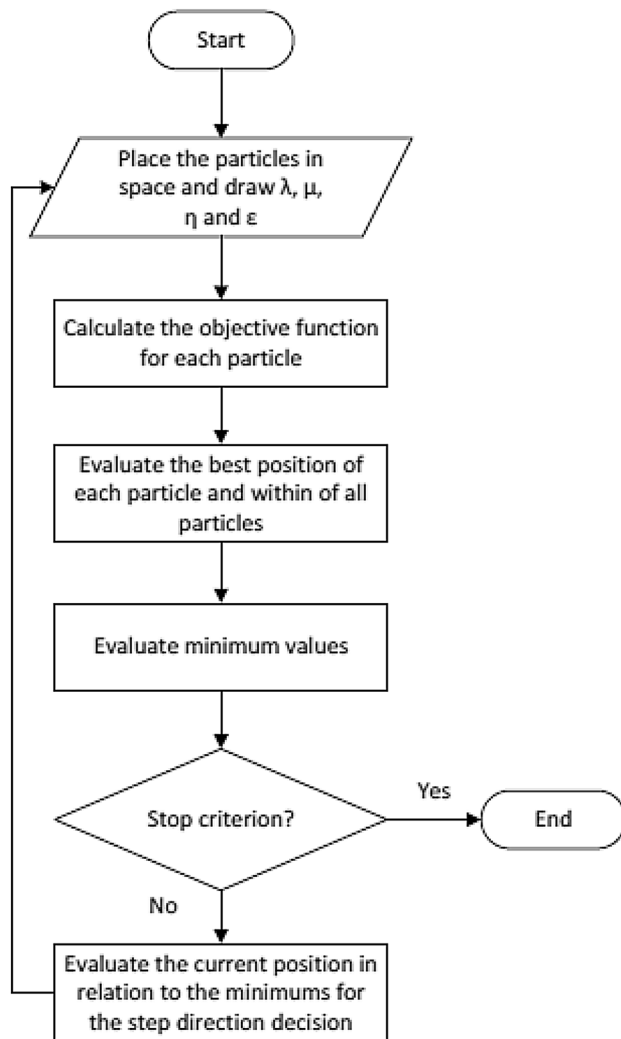 Start
Place the particles in
space and draw λ, μ,
η and ε
Calculate the objective function
for each particle
Evaluate the best position of
each particle and within of all
particles
Evaluate minimum values
Stop criterion?
Yes
End
No
Evaluate the current position in
relation to the minimums for
the step direction decision